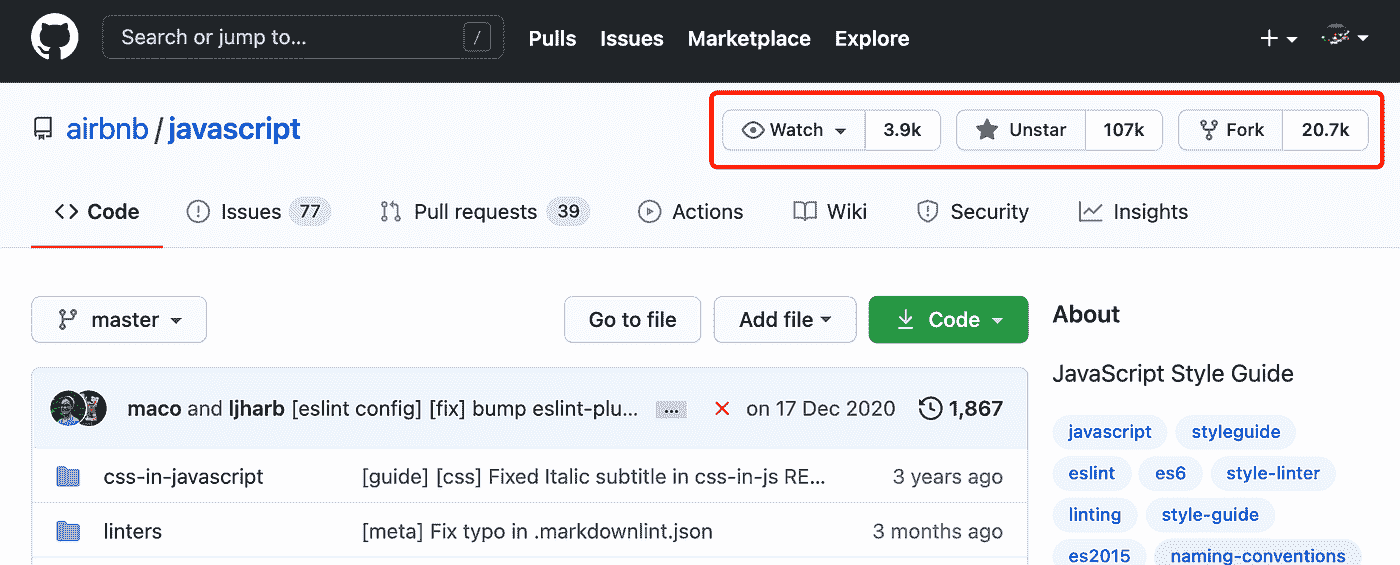 Search or jump to... / Pulls Issues Marketplace Explore
airbnb / javascript Watch 3.9k Unstar 107k Fork 20.7k
Code Issues 77 Pull requests 39 Actions Wiki Security Insights
master Go to file Add file Code About
JavaScript Style Guide
maco and ljharb [eslint config] [fix] bump eslint-plu... ... on 17 Dec 2020 1,867
javascript styleguide
css-in-javascript [guide] [css] Fixed Italic subtitle in css-in-js RE... 3 years ago
eslint es6 style-linter
linting style-guide
linters [meta] Fix typo in .markdownlint.json 3 months ago
es2015 naming-conventions